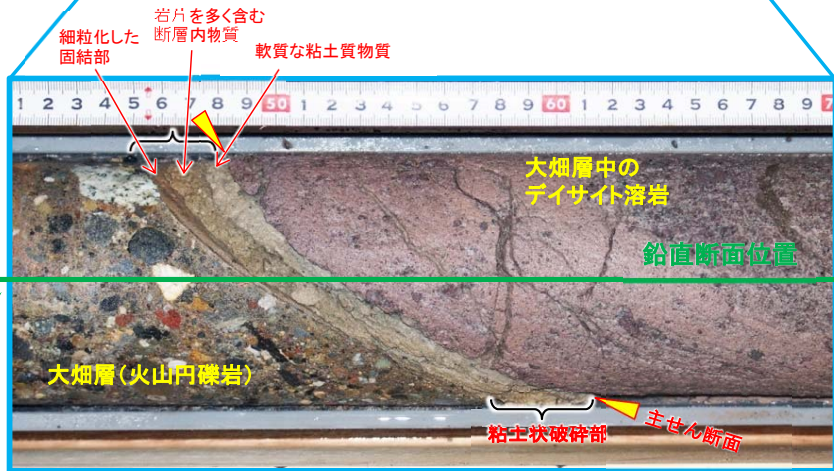 岩片を多く含む
断層内物質
細粒化した
固結部
軟質な粘土質物質
1 2 3 4 5 6 7 8 9 50 1 2 3 4 5 6 7 8 9 60 1 2 3 4 5 6 7 8 9 7
大畑層中の
デイサイト溶岩
鉛直断面位置
大畑層(火山円礫岩)
粘土状破砕部
主せん断面